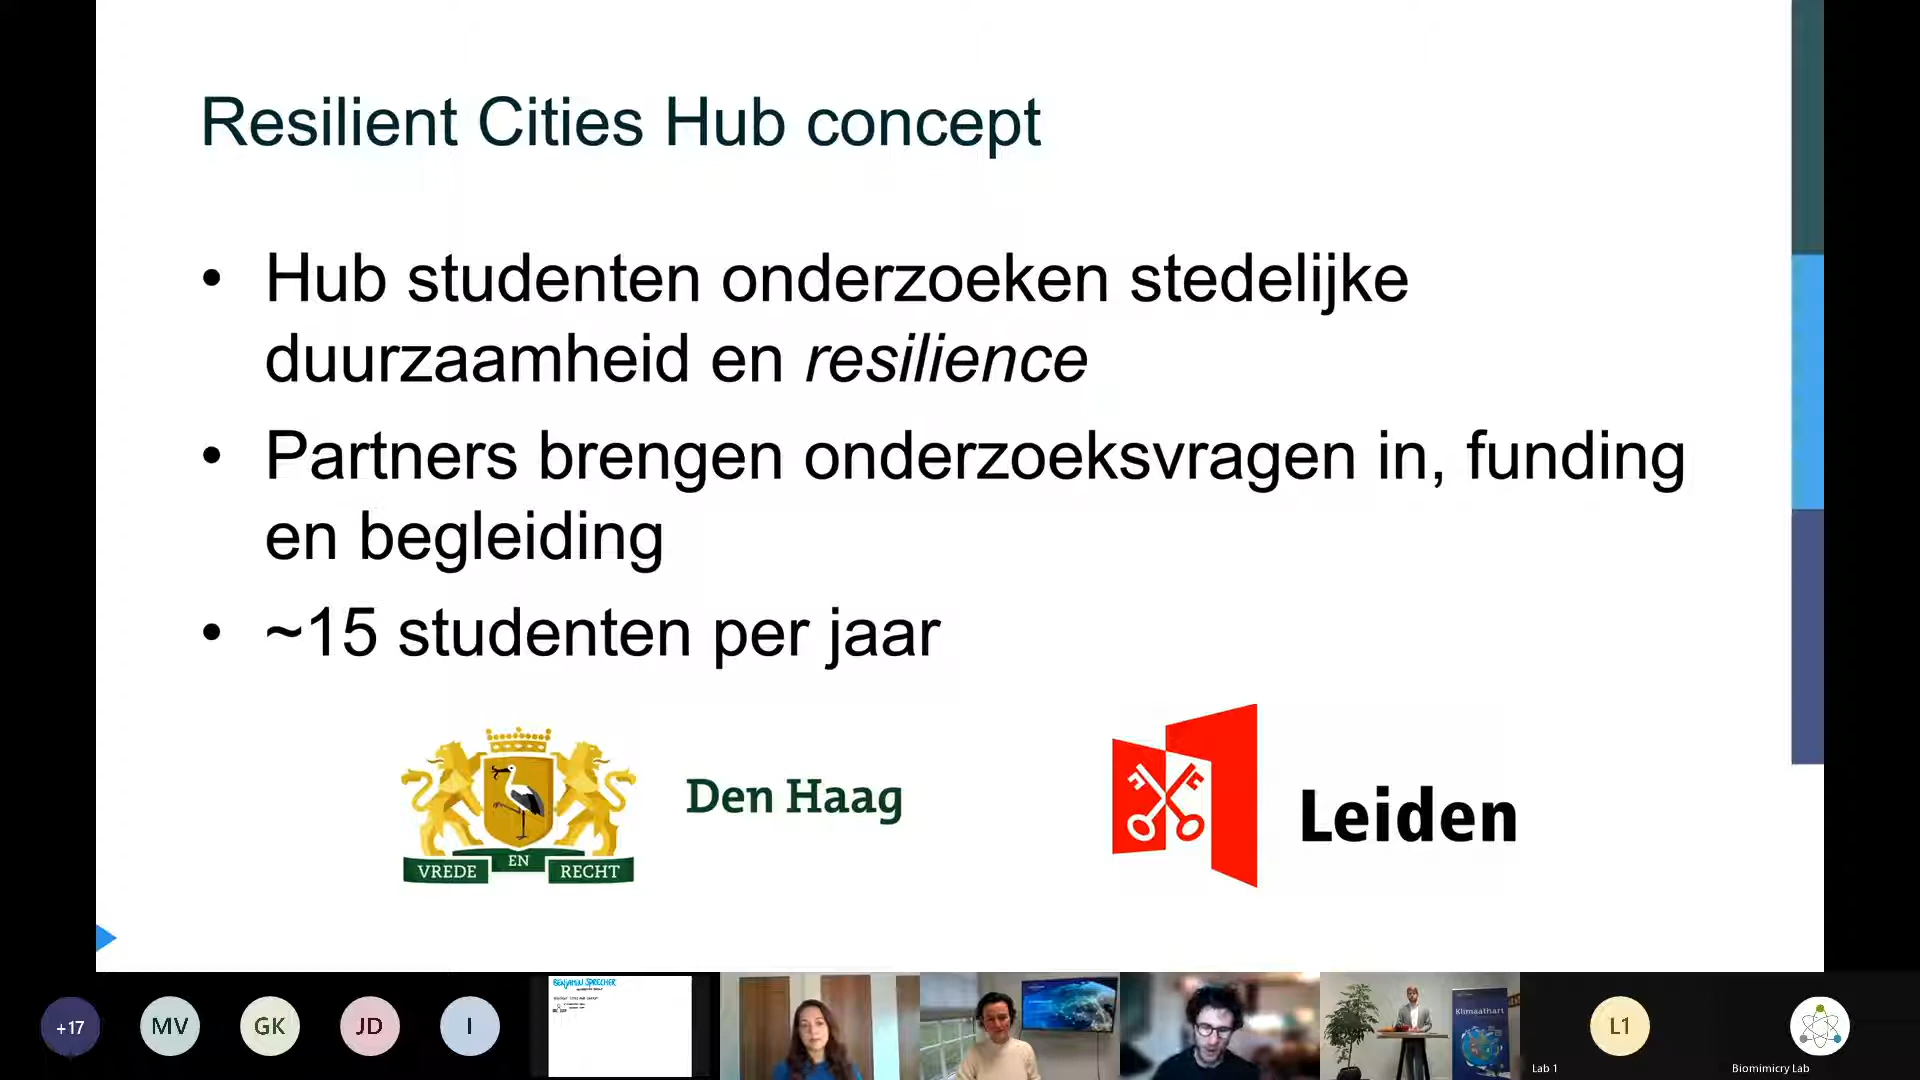 Resilient Cities Hub concept
• Hub studenten onderzoeken stedelijke
duurzaamheid en resilience
• Partners brengen onderzoeksvragen in, funding
en begleiding
• ~15 studenten per jaar
VREDE EN RECHT
Den Haag
Leiden
+17
MV
GK
JD
I
BENJAMIN SPRECHER
Klimaathart
L1
Lab 1
Biomimicry Lab